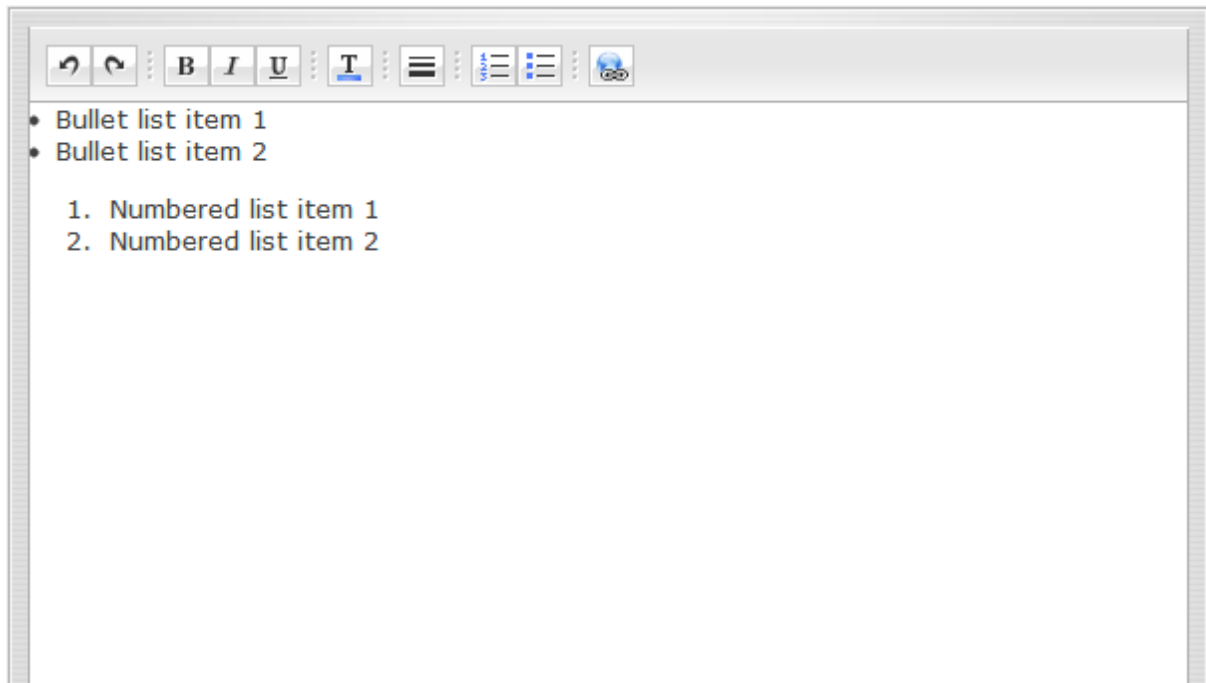 B I U T
• Bullet list item 1
• Bullet list item 2
1. Numbered list item 1
2. Numbered list item 2